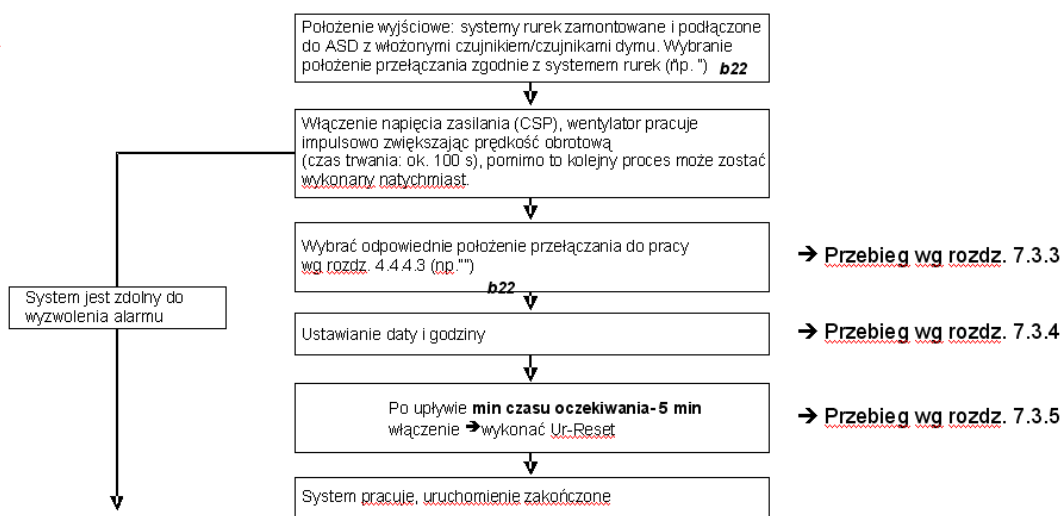 Położenie wyjściowe: systemy rurek zamontowane i podłączone
do ASD z włożonymi czujnikiem/czujnikami dymu. Wybranie
położenie przełączania zgodnie z systemem rurek (np. ") b22
Włączenie napięcia zasilania (CSP), wentylator pracuje
impulsowo zwiększając prędkość obrotową
(czas trwania: ok. 100 s), pomimo to kolejny proces może zostać
wykonany natychmiast.
Wybrać odpowiednie położenie przełączania do pracy
wg rozdz. 4.4.4.3 (np."")
b22
➔ Przebieg wg rozdz. 7.3.3
System jest zdolny do
wyzwolenia alarmu
Ustawianie daty i godziny
➔ Przebieg wg rozdz. 7.3.4
Po upływie min czasu oczekiwania- 5 min
włączenie ➔wykonać Ur-Reset
➔ Przebieg wg rozdz. 7.3.5
System pracuje, uruchomienie zakończone